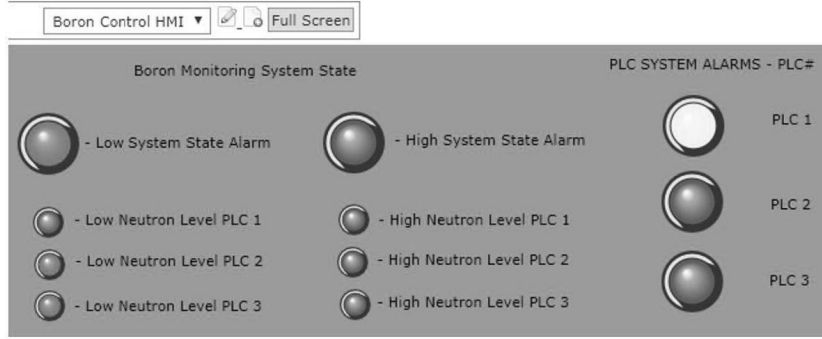 Boron Control HMI ▼ Full Screen
Boron Monitoring System State
PLC SYSTEM ALARMS - PLC#
- Low System State Alarm
- High System State Alarm
PLC 1
PLC 2
PLC 3
- Low Neutron Level PLC 1
- High Neutron Level PLC 1
- Low Neutron Level PLC 2
- High Neutron Level PLC 2
- Low Neutron Level PLC 3
- High Neutron Level PLC 3